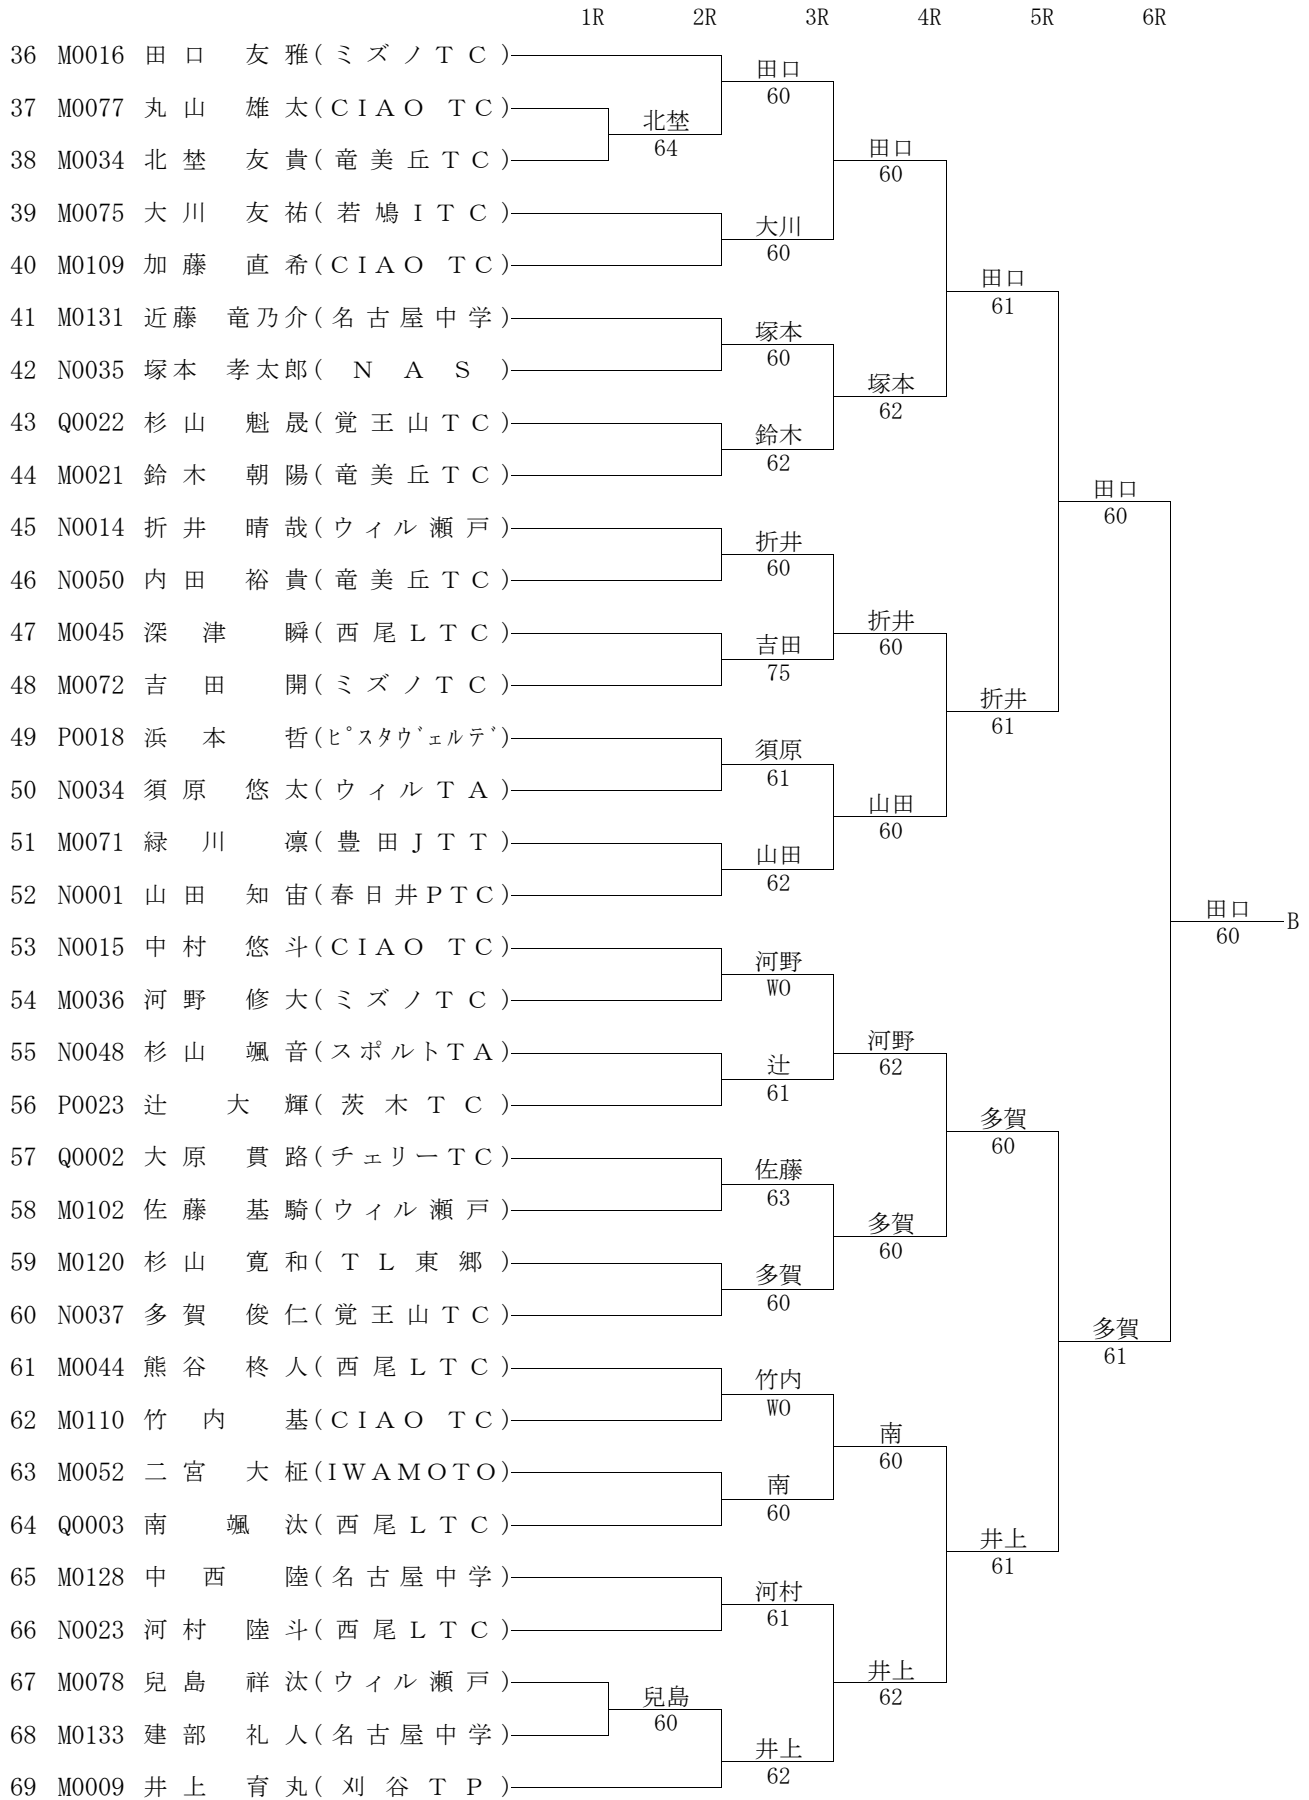 1R 2R 3R 4R 5R 6R
36 M0016 田口 友雅(ミズノTC)
田口
60
37 M0077 丸山 雄太(CIAO TC)
北埜
64
38 M0034 北埜 友貴(竜美丘TC)
田口
60
39 M0075 大川 友祐(若鳩ITC)
大川
60
40 M0109 加藤 直希(CIAO TC)
田口
61
41 M0131 近藤 竜乃介(名古屋中学)
塚本
60
42 N0035 塚本 孝太郎(NAS)
塚本
62
43 Q0022 杉山 魁晟(覚王山TC)
鈴木
62
44 M0021 鈴木 朝陽(竜美丘TC)
田口
60
45 N0014 折井 晴哉(ウィル瀬戸)
折井
60
46 N0050 内田 裕貴(竜美丘TC)
折井
60
47 M0045 深津 瞬(西尾LTC)
吉田
75
48 M0072 吉田 開(ミズノTC)
折井
61
49 P0018 浜本 哲(ピスタヴェルデ)
須原
61
50 N0034 須原 悠太(ウィルTA)
山田
60
51 M0071 緑川 凛(豊田JTT)
山田
62
52 N0001 山田 知宙(春日井PTC)
田口
60
B
53 N0015 中村 悠斗(CIAO TC)
河野
WO
54 M0036 河野 修大(ミズノTC)
河野
62
55 N0048 杉山 颯音(スポルトTA)
辻
61
56 P0023 辻 大輝(茨木TC)
多賀
60
57 Q0002 大原 貫路(チェリーTC)
佐藤
63
58 M0102 佐藤 基騎(ウィル瀬戸)
多賀
60
59 M0120 杉山 寛和(TL東郷)
多賀
60
60 N0037 多賀 俊仁(覚王山TC)
多賀
61
61 M0044 熊谷 柊人(西尾LTC)
竹内
WO
62 M0110 竹内 基(CIAO TC)
南
60
63 M0052 二宮 大柾(IWAMOTO)
南
60
64 Q0003 南 颯汰(西尾LTC)
井上
61
65 M0128 中西 陸(名古屋中学)
河村
61
66 N0023 河村 陸斗(西尾LTC)
井上
62
67 M0078 兒島 祥汰(ウィル瀬戸)
兒島
60
68 M0133 建部 礼人(名古屋中学)
井上
62
69 M0009 井上 育丸(刈谷TP)